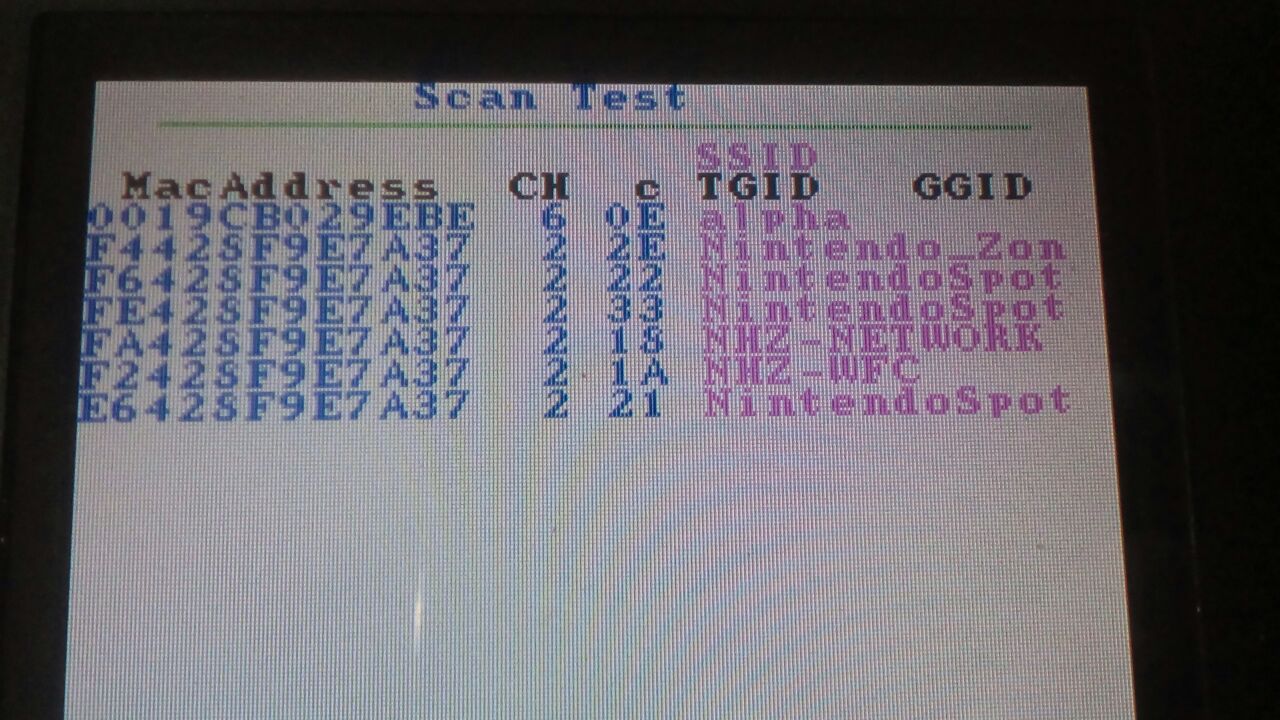 Scan Test
SSID
MacAddress CH c TGID GGID
0019CB029EBE 6 0E alpha
F4428F9E7A37 2 2E Nintendo_Zon
F6428F9E7A37 2 22 NintendoSpot
FE428F9E7A37 2 33 NintendoSpot
FA428F9E7A37 2 18 NHZ-NETWORK
F2428F9E7A37 2 1A NHZ-WFC
E6428F9E7A37 2 21 NintendoSpot